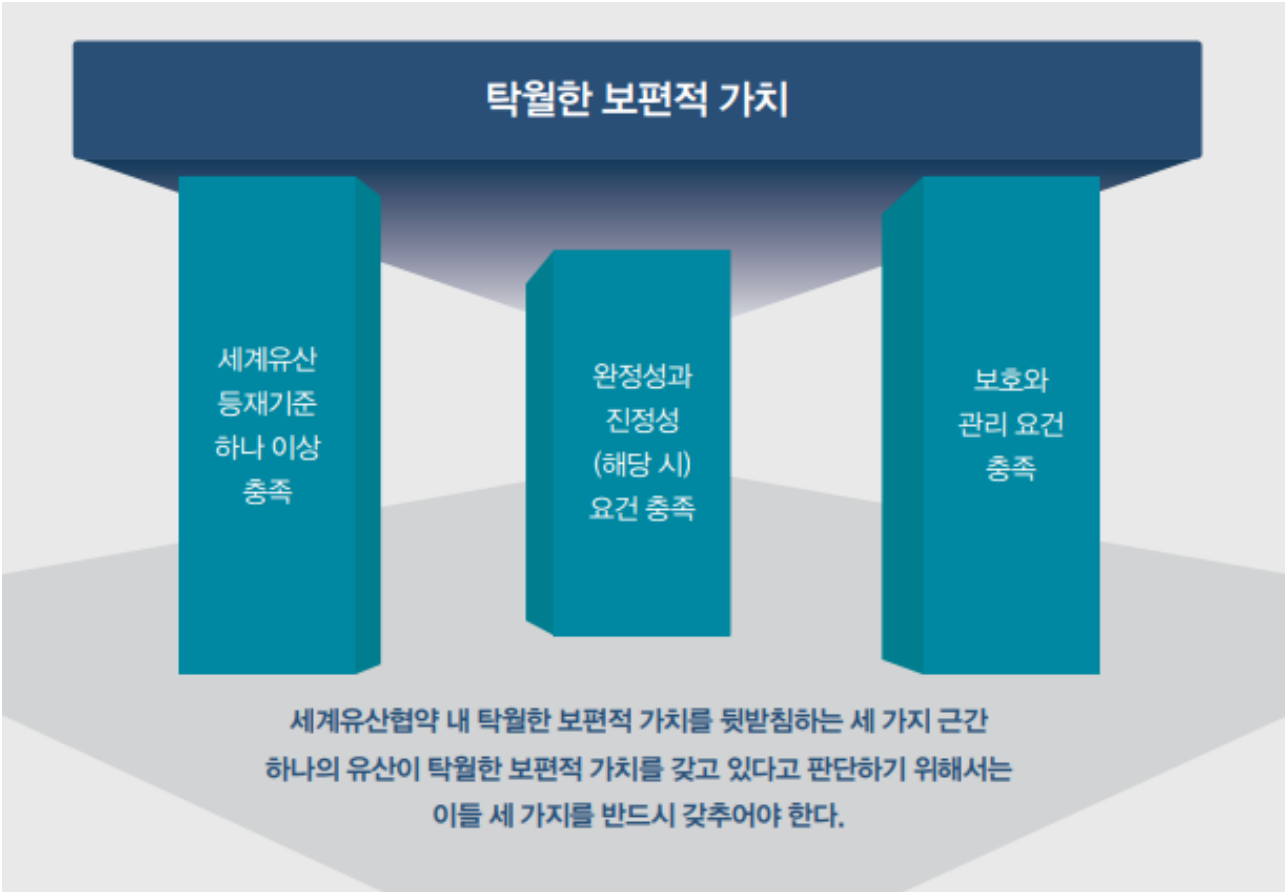 탁월한 보편적 가치
세계유산
등재기준
하나 이상
충족
완정성과
진정성
(해당 시)
요건 충족
보호와
관리 요건
충족
세계유산협약 내 탁월한 보편적 가치를 뒷받침하는 세 가지 근간
하나의 유산이 탁월한 보편적 가치를 갖고 있다고 판단하기 위해서는
이들 세 가지를 반드시 갖추어야 한다.